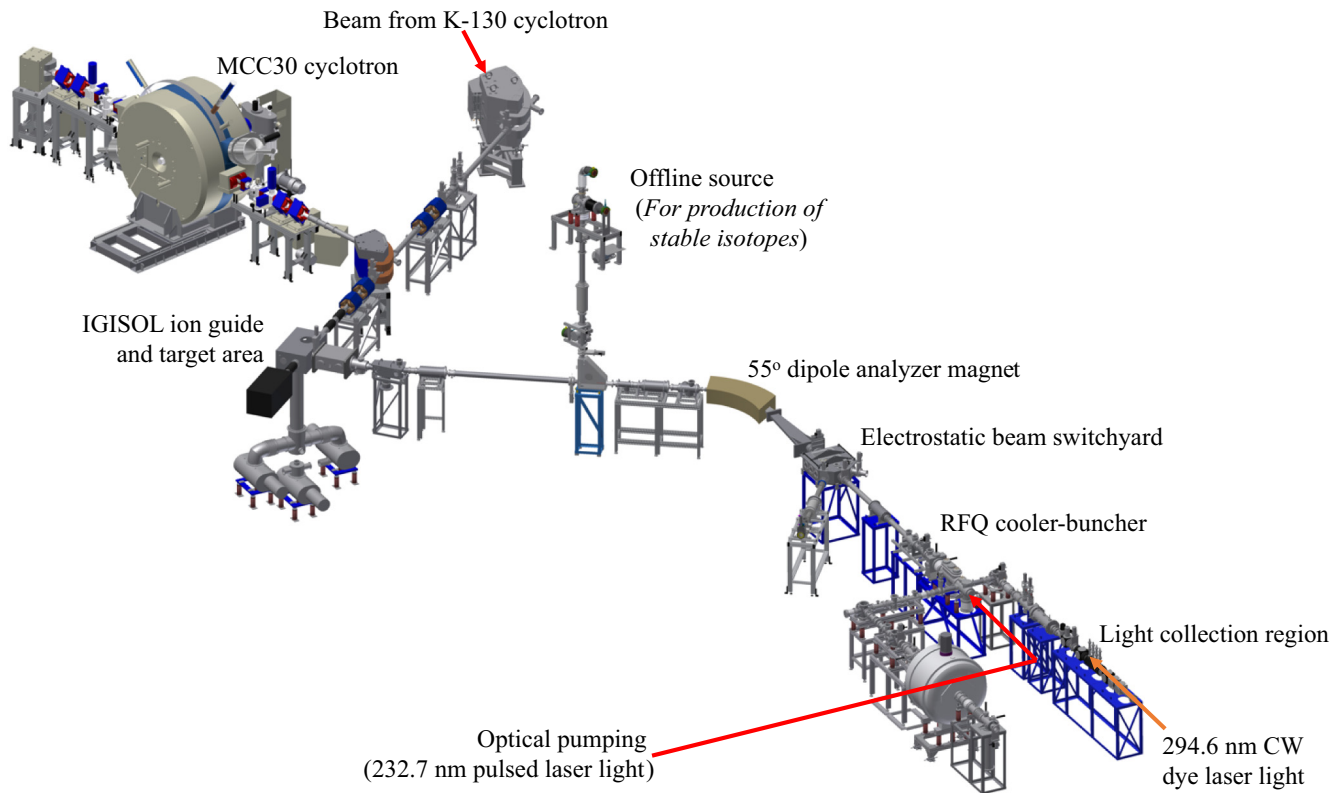 Beam from K-130 cyclotron
MCC30 cyclotron
Offline source
(For production of
stable isotopes)
IGISOL ion guide
and target area
55o dipole analyzer magnet
Electrostatic beam switchyard
RFQ cooler-buncher
Light collection region
Optical pumping
(232.7 nm pulsed laser light)
294.6 nm CW
dye laser light